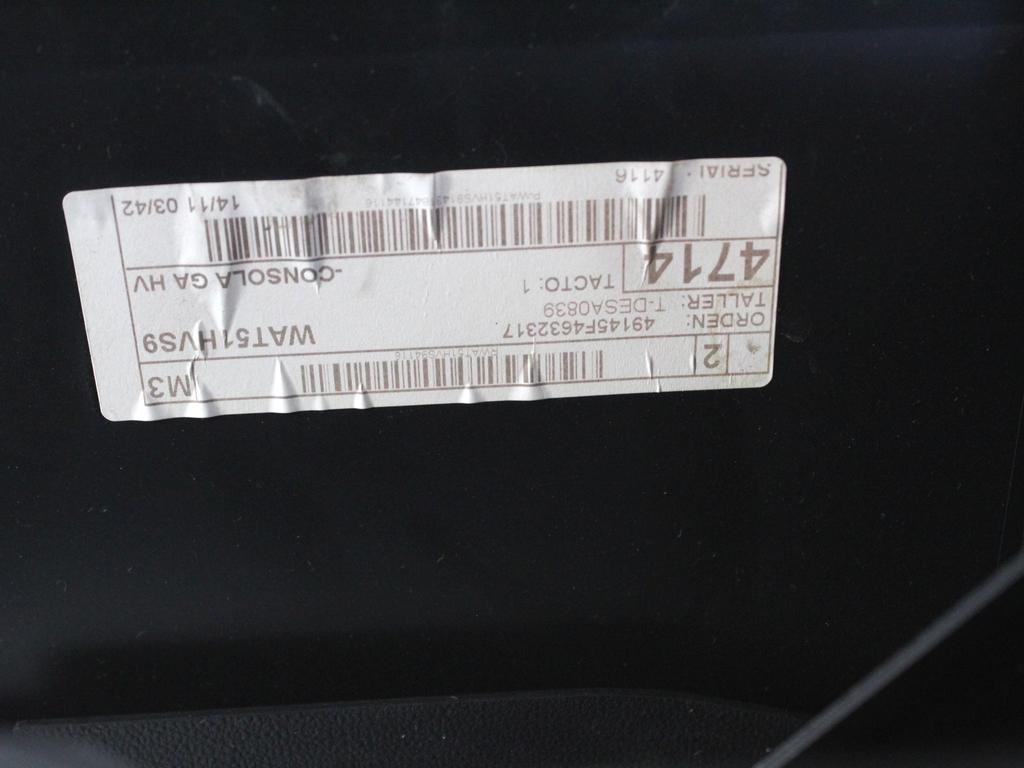 2 RWAT51HVS94116 M3
ORDEN: 49145F4632317 WAT51HVS9
TALLER: T-DESA0839
4714 TACTO: 1 -CONSOLA GA HV
SERIAL: 4116 14/11 03/42